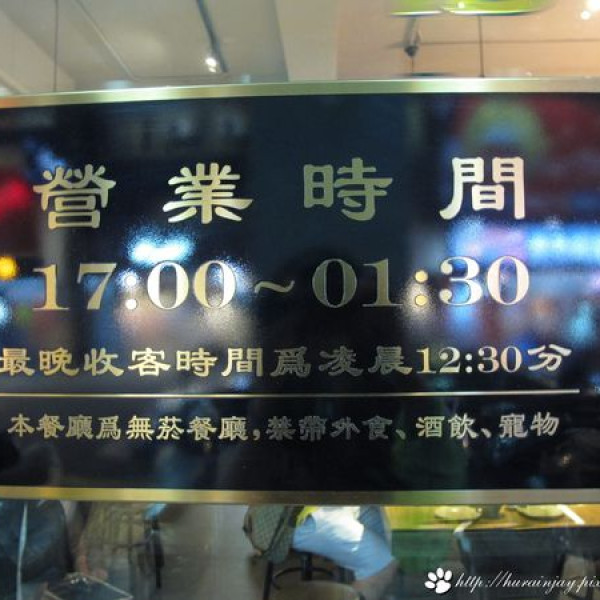 營業時間
17:00~01:30
最晚收客時間爲凌晨12:30分
本餐廳爲無菸餐廳,禁帶外食、酒飲、寵物
http://hurainjay.pix